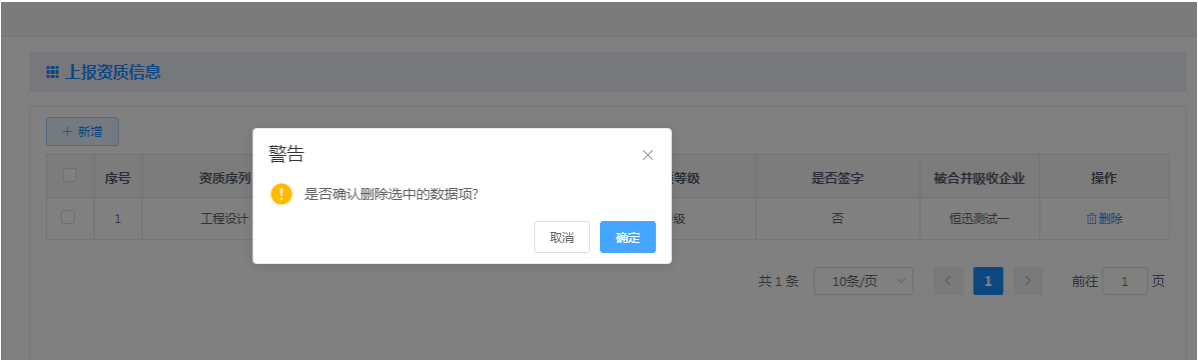 上报资质信息
+ 新增
警告
是否确认删除选中的数据项?
取消 确定
序号 资质序列 等级 是否签字 被合并吸收企业 操作
1 工程设计 级 否 恒迅测试一 删除
共 1 条 10条/页 1 前往 1 页